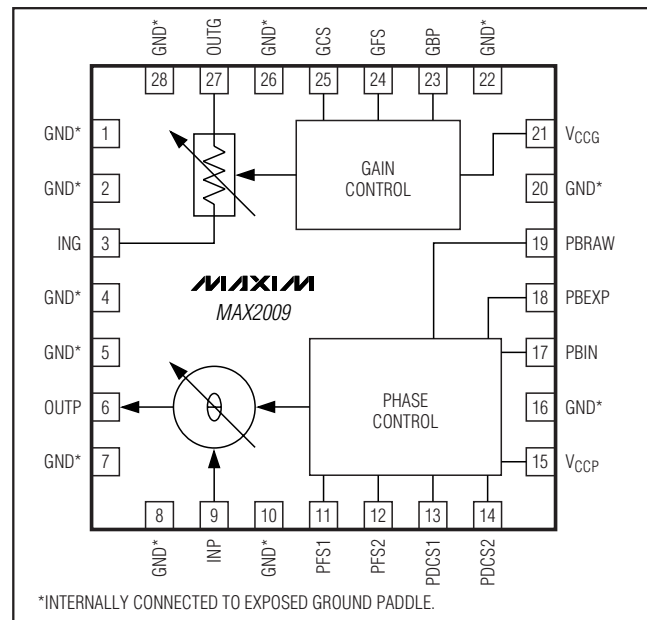 GND*
OUTG
GND*
GCS
GFS
GBP
GND*
28
27
26
25
24
23
22
GND*
1
21
VCCG
GAIN
CONTROL
GND*
2
20
GND*
ING
3
19
PBRAW
MAXIM
MAX2009
GND*
4
18
PBEXP
GND*
5
17
PBIN
PHASE
CONTROL
OUTP
6
θ
16
GND*
GND*
7
15
VCCP
8
9
10
11
12
13
14
GND*
INP
GND*
PFS1
PFS2
PDCS1
PDCS2
*INTERNALLY CONNECTED TO EXPOSED GROUND PADDLE.